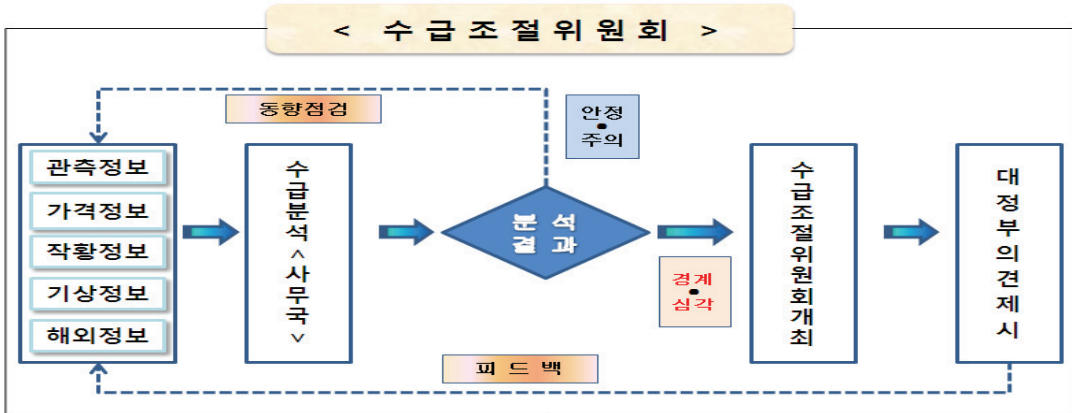 < 수급조절위원회 >
동향점검
안정
•
주의
관측정보
가격정보
작황정보
기상정보
해외정보
수급분석<사무국>
분 석
결 과
경계
•
심각
수급조절위원회개최
대정부의견제시
피 드 백